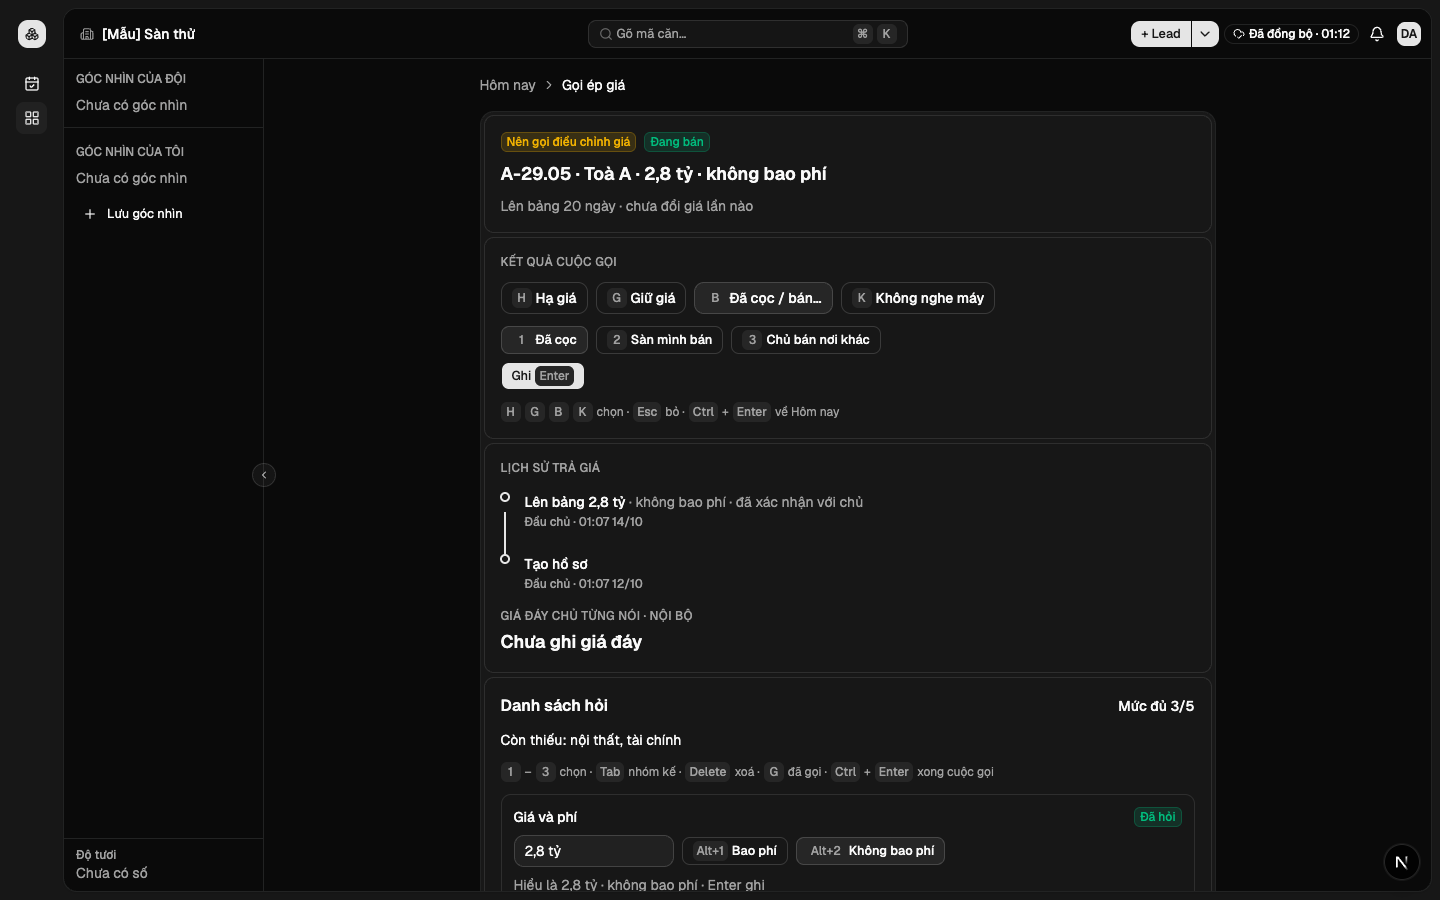 [Mẫu] Sàn thử
Gõ mã căn... ⌘ K
+ Lead
Đã đồng bộ · 01:12
DA
GÓC NHÌN CỦA ĐỘI
Chưa có góc nhìn
GÓC NHÌN CỦA TÔI
Chưa có góc nhìn
+ Lưu góc nhìn
Độ tươi
Chưa có số
Hôm nay > Gọi ép giá
Nên gọi điều chỉnh giá Đang bán
A-29.05 · Toà A · 2,8 tỷ · không bao phí
Lên bảng 20 ngày · chưa đổi giá lần nào
KẾT QUẢ CUỘC GỌI
H Hạ giá G Giữ giá B Đã cọc / bán... K Không nghe máy
1 Đã cọc 2 Sàn mình bán 3 Chủ bán nơi khác
Ghi Enter
H G B K chọn · Esc bỏ · Ctrl + Enter về Hôm nay
LỊCH SỬ TRẢ GIÁ
Lên bảng 2,8 tỷ · không bao phí · đã xác nhận với chủ
Đầu chủ · 01:07 14/10
Tạo hồ sơ
Đầu chủ · 01:07 12/10
GIÁ ĐÁY CHỦ TỪNG NÓI · NỘI BỘ
Chưa ghi giá đáy
Danh sách hỏi Mức đủ 3/5
Còn thiếu: nội thất, tài chính
1 – 3 chọn · Tab nhóm kế · Delete xoá · G đã gọi · Ctrl + Enter xong cuộc gọi
Giá và phí Đã hỏi
2,8 tỷ Alt+1 Bao phí Alt+2 Không bao phí
Hiểu là 2,8 tỷ · không bao phí · Enter ghi
N